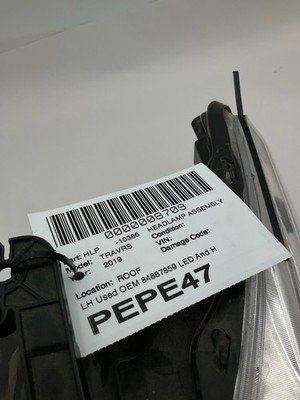 0000009709
Part: HLP -10386 HEADLAMP ASSEMBLY
Model: TRAVRS Condition:
Year: 2019 VIN:
Damage Code:
Location: ROOF
LH Used OEM 84887859 LED And H
PEPE47